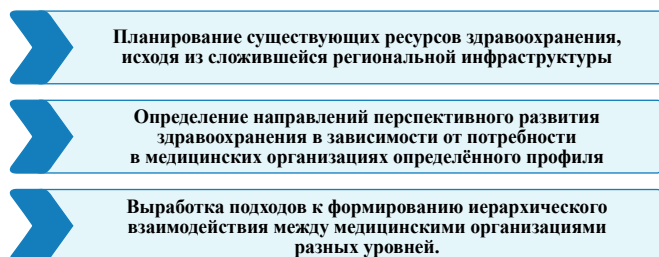 Планирование существующих ресурсов здравоохранения,
исходя из сложившейся региональной инфраструктуры
Определение направлений перспективного развития
здравоохранения в зависимости от потребности
в медицинских организациях определённого профиля
Выработка подходов к формированию иерархического
взаимодействия между медицинскими организациями
разных уровней.